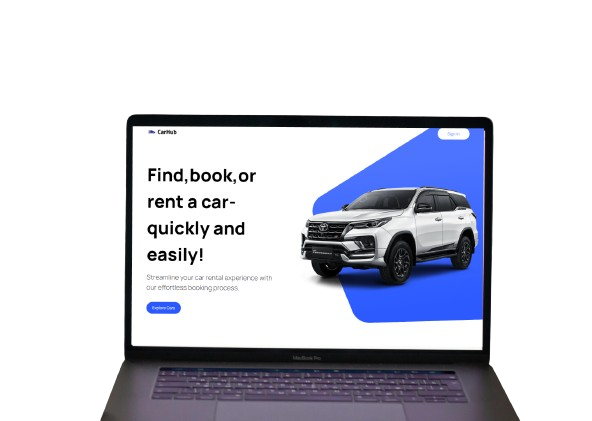 CarHub
Sign In
Find,book,or
rent a car-
quickly and
easily!
Streamline your car rental experience with
our effortless booking process.
Explore Cars
MacBook Pro